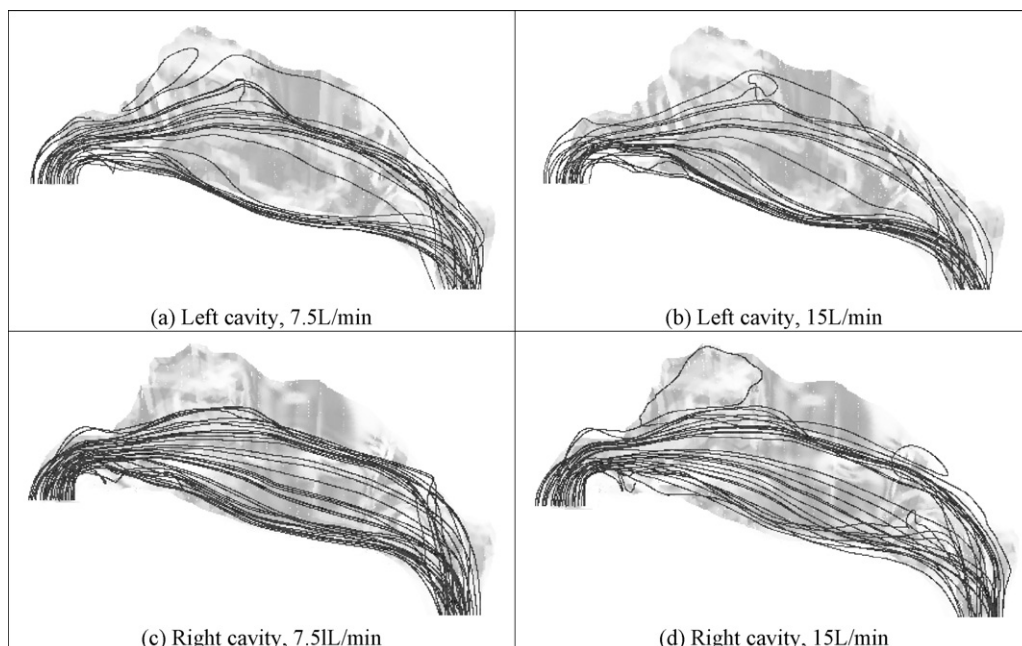 (a) Left cavity, 7.5L/min
(b) Left cavity, 15L/min
(c) Right cavity, 7.5lL/min
(d) Right cavity, 15L/min